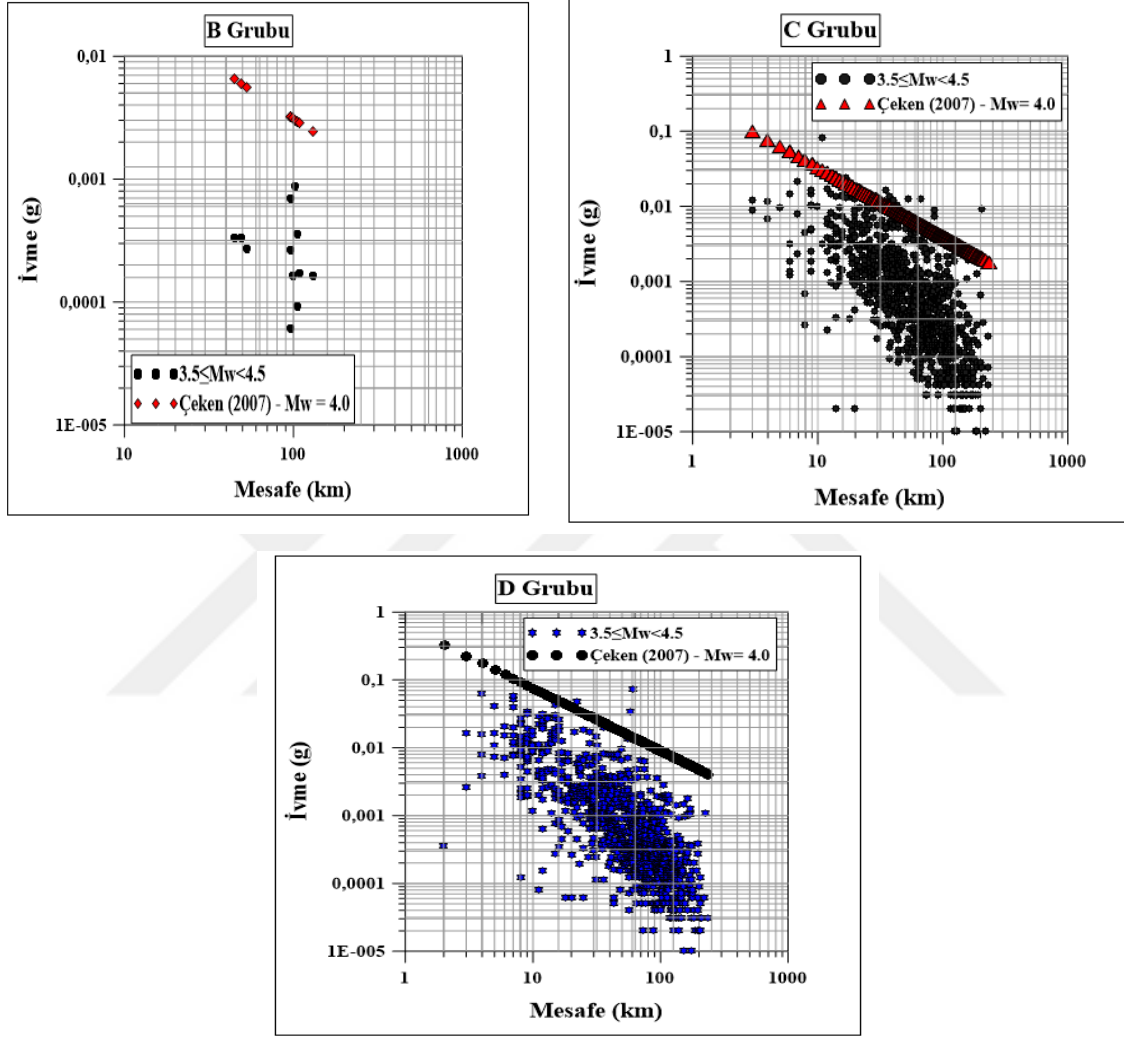 B Grubu
0,01
0,001
0,0001
1E-005
İvme (g)
3.5≤Mw<4.5
Çeken (2007) - Mw = 4.0
10
100
1000
Mesafe (km)
C Grubu
1
0,1
0,01
0,001
0,0001
1E-005
İvme (g)
3.5≤Mw<4.5
Çeken (2007) - Mw= 4.0
1
10
100
1000
Mesafe (km)
D Grubu
1
0,1
0,01
0,001
0,0001
1E-005
İvme (g)
3.5≤Mw<4.5
Çeken (2007) - Mw= 4.0
1
10
100
1000
Mesafe (km)